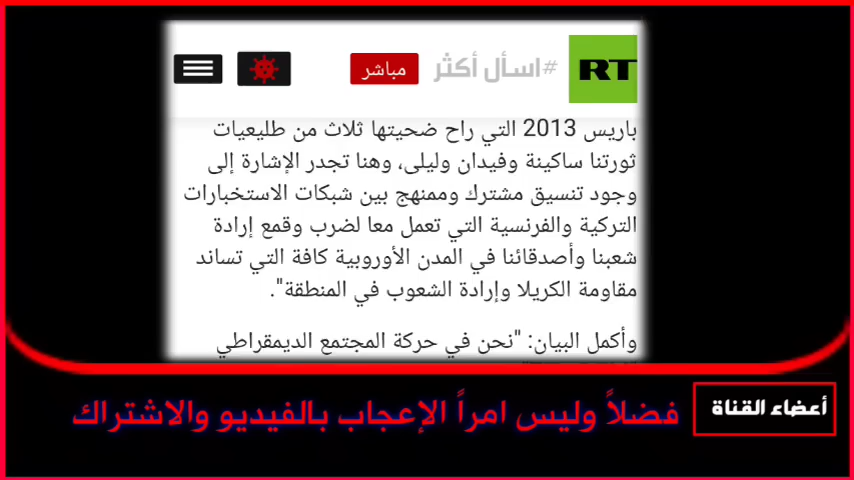 #اسأل أكثر
RT
مباشر
باريس 2013 التي راح ضحيتها ثلاث من طليعيات
ثورتنا ساكينة وفيدان وليلى، وهنا تجدر الإشارة إلى
وجود تنسيق مشترك وممنهج بين شبكات الاستخبارات
التركية والفرنسية التي تعمل معا لضرب وقمع إرادة
شعبنا وأصدقائنا في المدن الأوروبية كافة التي تساند
مقاومة الكريلا وإرادة الشعوب في المنطقة".
وأكمل البيان: "نحن في حركة المجتمع الديمقراطي
أعضاء القناة
فضلاً وليس امراً الإعجاب بالفيديو والاشتراك